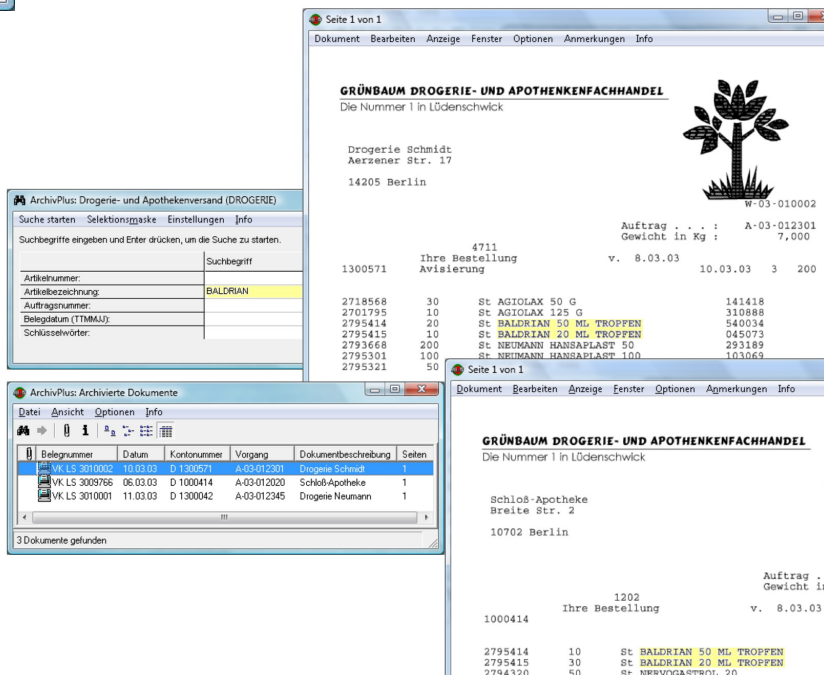 Seite 1 von 1
Dokument Bearbeiten Anzeige Fenster Optionen Anmerkungen Info
GRÜNBAUM DROGERIE- UND APOTHENKENFACHHANDEL
Die Nummer 1 in Lüdenschwick
Drogerie Schmidt
Aerzener Str. 17
14205 Berlin
W-03-010002
Auftrag . . . : A-03-012301
Gewicht in Kg : 7,000
4711
Ihre Bestellung v. 8.03.03
1300571 Avisierung 10.03.03 3 200
2718568 30 St AGIOLAX 50 G 141418
2701795 10 St AGIOLAX 125 G 310888
2795414 20 St BALDRIAN 50 ML TROPFEN 540034
2795415 10 St BALDRIAN 20 ML TROPFEN 045073
2793668 200 St NEUMANN HANSAPLAST 50 293189
2795301 100 St NEUMANN HANSAPLAST 100 103069
2795321 50
ArchivPlus: Drogerie- und Apothekenversand (DROGERIE)
Suche starten Selektionsmaske Einstellungen Info
Suchbegriffe eingeben und Enter drücken, um die Suche zu starten.
Suchbegriff
Artikelnummer:
Artikelbezeichnung: BALDRIAN
Auftragsnummer:
Belegdatum (TTMMJJ):
Schlüsselwörter:
ArchivPlus: Archivierte Dokumente
Datei Ansicht Optionen Info
Belegnummer Datum Kontonummer Vorgang Dokumentbeschreibung Seiten
VK LS 3010002 10.03.03 D 1300571 A-03-012301 Drogerie Schmidt 1
VK LS 3009766 06.03.03 D 1000414 A-03-012020 Schloß-Apotheke 1
VK LS 3010001 11.03.03 D 1300042 A-03-012345 Drogerie Neumann 1
3 Dokumente gefunden
Seite 1 von 1
Dokument Bearbeiten Anzeige Fenster Optionen Anmerkungen Info
GRÜNBAUM DROGERIE- UND APOTHENKENFACHHANDEL
Die Nummer 1 in Lüdenschwick
Schloß-Apotheke
Breite Str. 2
10702 Berlin
Auftrag .
Gewicht in
1202
Ihre Bestellung v. 8.03.03
1000414
2795414 10 St BALDRIAN 50 ML TROPFEN
2795415 30 St BALDRIAN 20 ML TROPFEN
2794320 50 St NERVOGASTROL 20